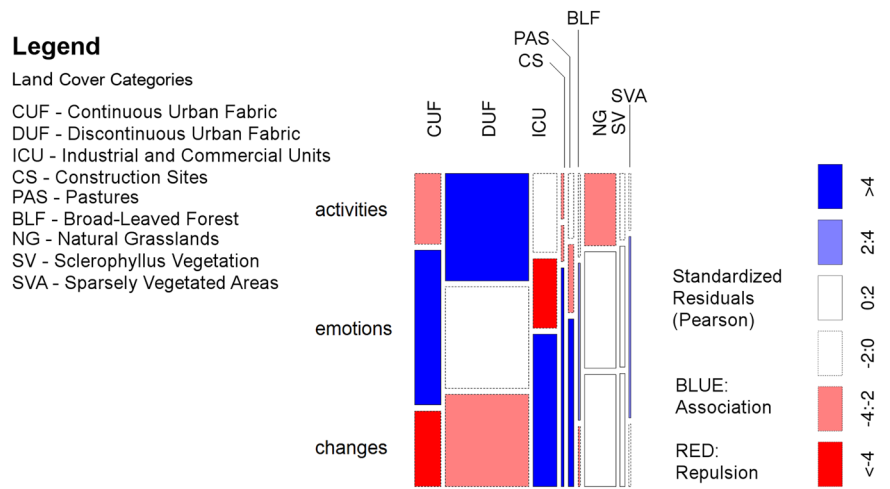 Legend
Land Cover Categories
CUF - Continuous Urban Fabric
DUF - Discontinuous Urban Fabric
ICU - Industrial and Commercial Units
CS - Construction Sites
PAS - Pastures
BLF - Broad-Leaved Forest
NG - Natural Grasslands
SV - Sclerophyllus Vegetation
SVA - Sparsely Vegetated Areas
BLF
PAS
CS
SVA
CUF
DUF
ICU
NG
SV
activities
emotions
changes
Standardized
Residuals
(Pearson)
BLUE:
Association
RED:
Repulsion
>4
2:4
0:2
-2:0
-4:-2
<-4